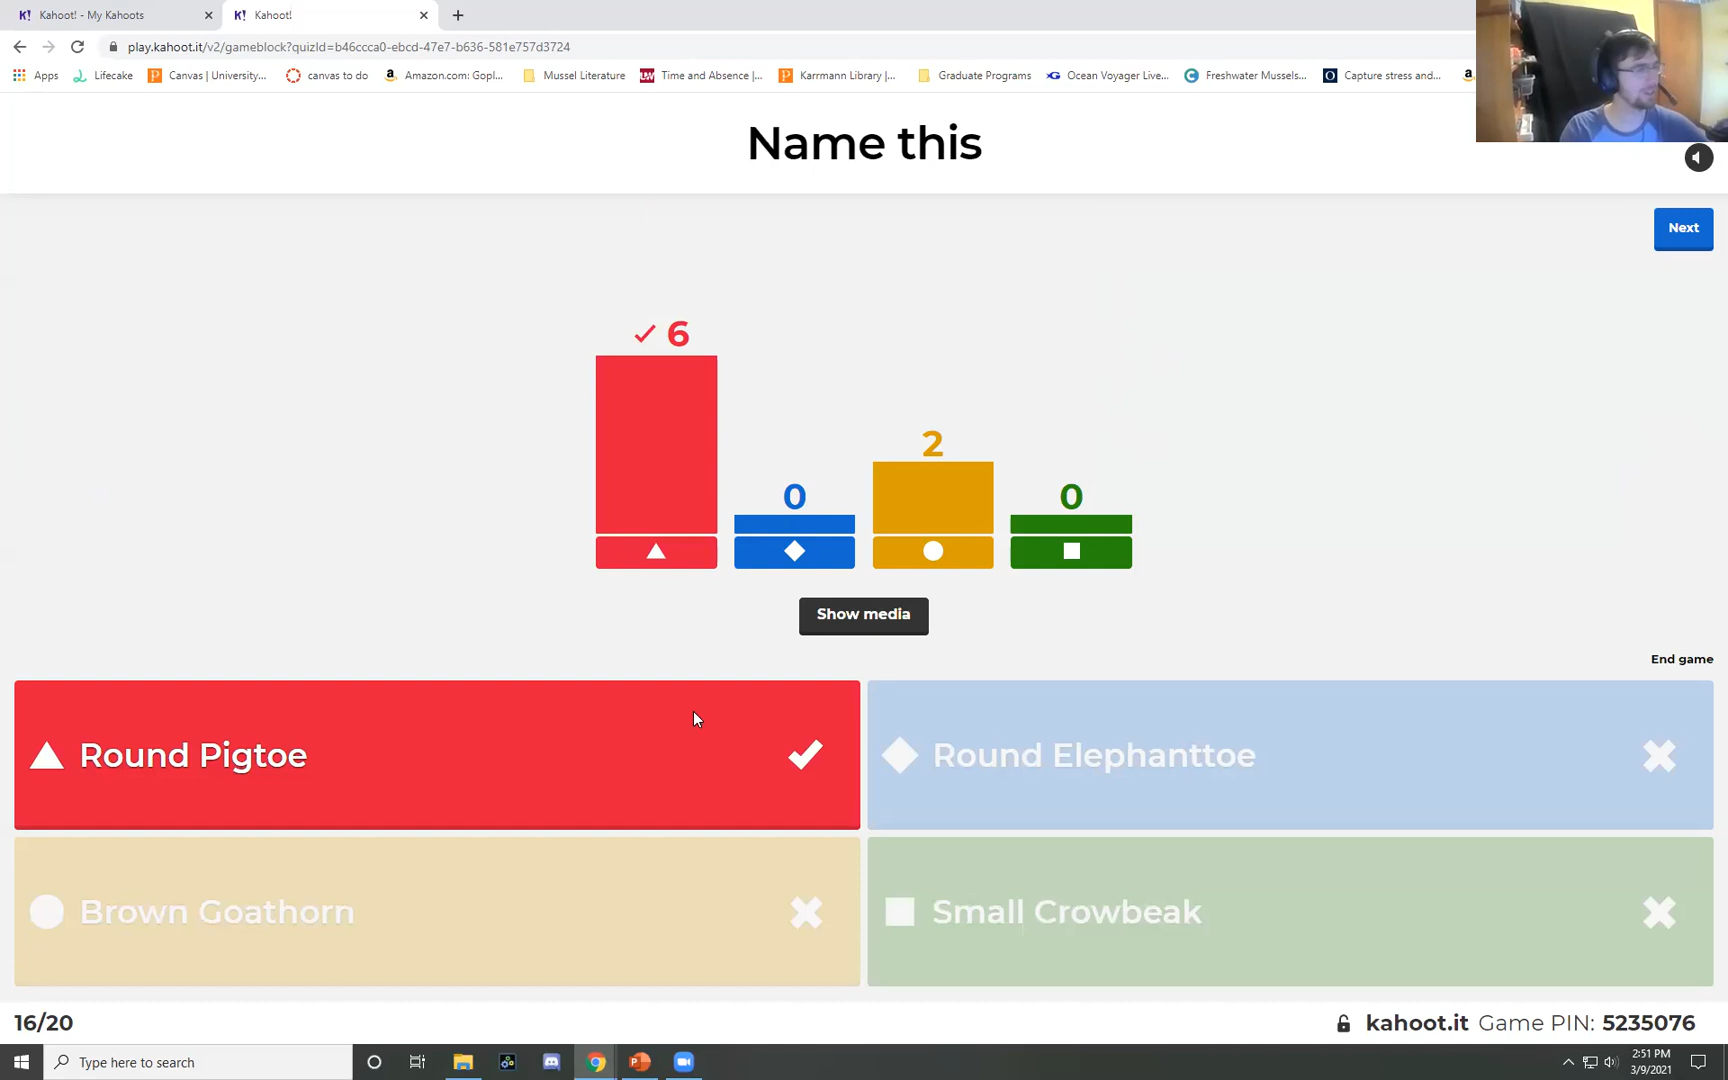 Kahoot! - My Kahoots
Kahoot!
play.kahoot.it/v2/gameblock?quizId=b46ccca0-ebcd-47e7-b636-581e757d3724
Apps
Lifecake
Canvas | University...
canvas to do
Amazon.com: Gopl...
Mussel Literature
Time and Absence |...
Karrmann Library |...
Graduate Programs
Ocean Voyager Live...
Freshwater Mussels...
Capture stress and...
Name this
Next
6
0
2
0
Show media
End game
Round Pigtoe
Round Elephanttoe
Brown Goathorn
Small Crowbeak
16/20
kahoot.it Game PIN: 5235076
Type here to search
2:51 PM
3/9/2021